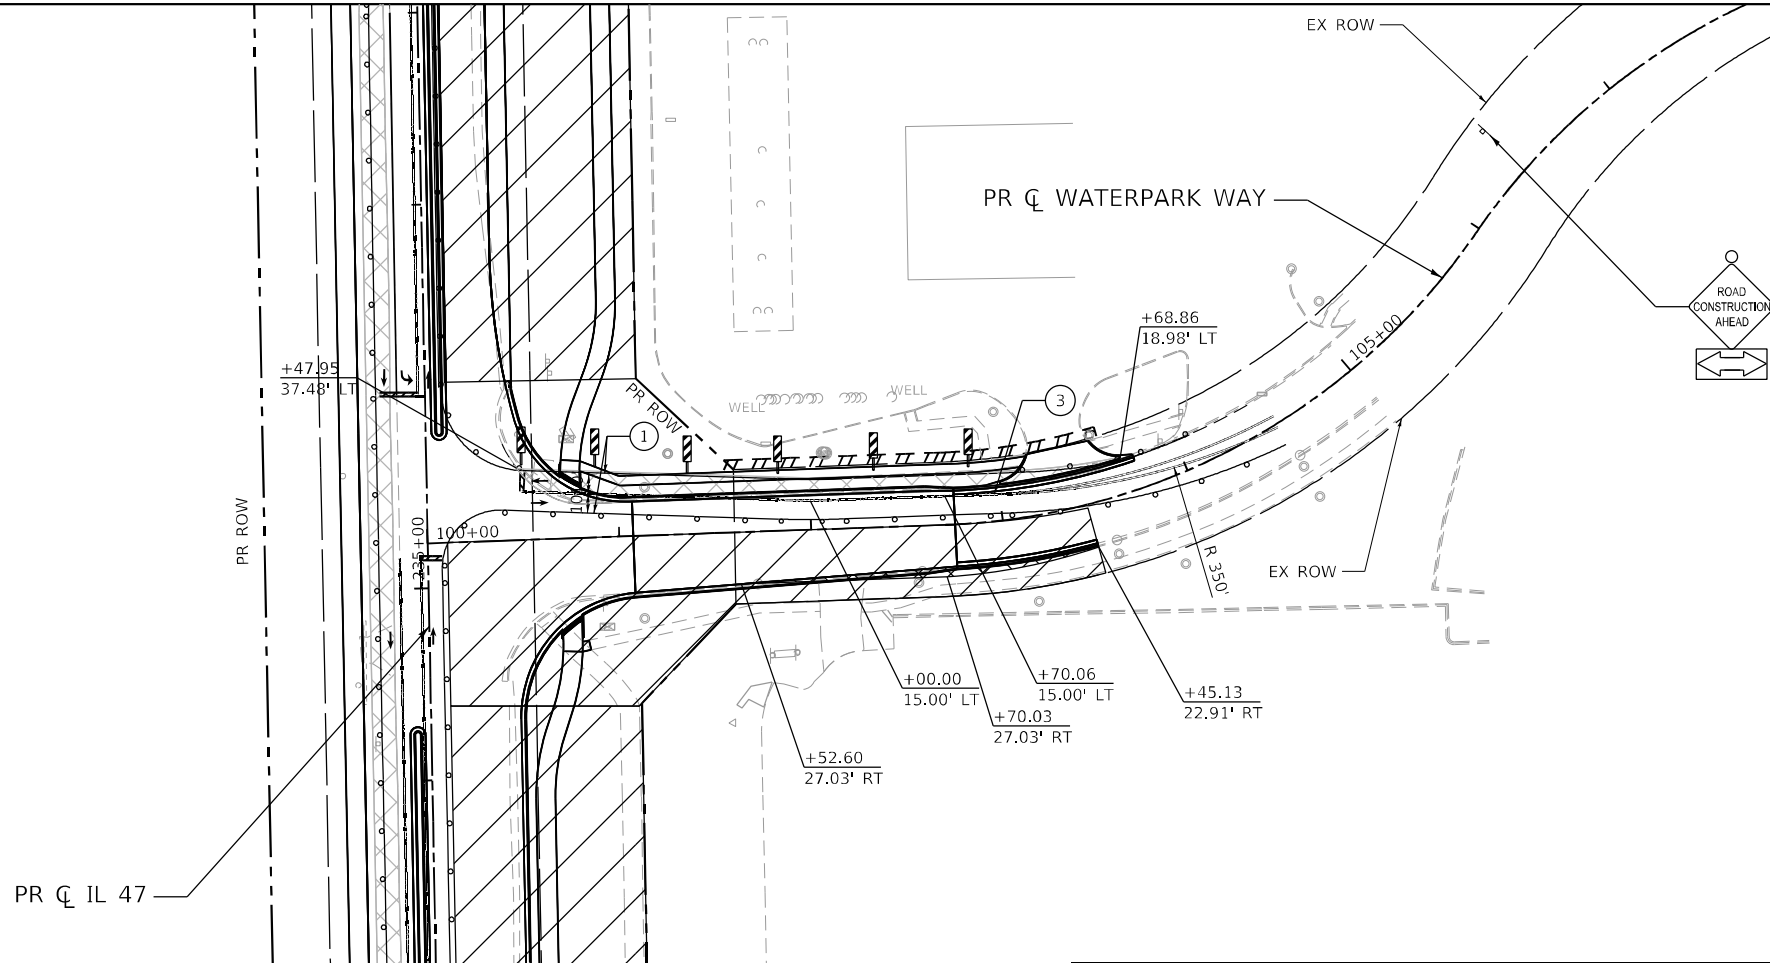 EX ROW
PR ℄ WATERPARK WAY
ROAD
CONSTRUCTION
AHEAD
+68.86
18.98' LT
105+00
+47.95
37.48' LT
PR ROW
WELL
WELL
3
1
PR ROW
235+00
100+00
R 350'
EX ROW
+00.00
15.00' LT
+70.06
15.00' LT
+45.13
22.91' RT
+70.03
27.03' RT
+52.60
27.03' RT
PR ℄ IL 47